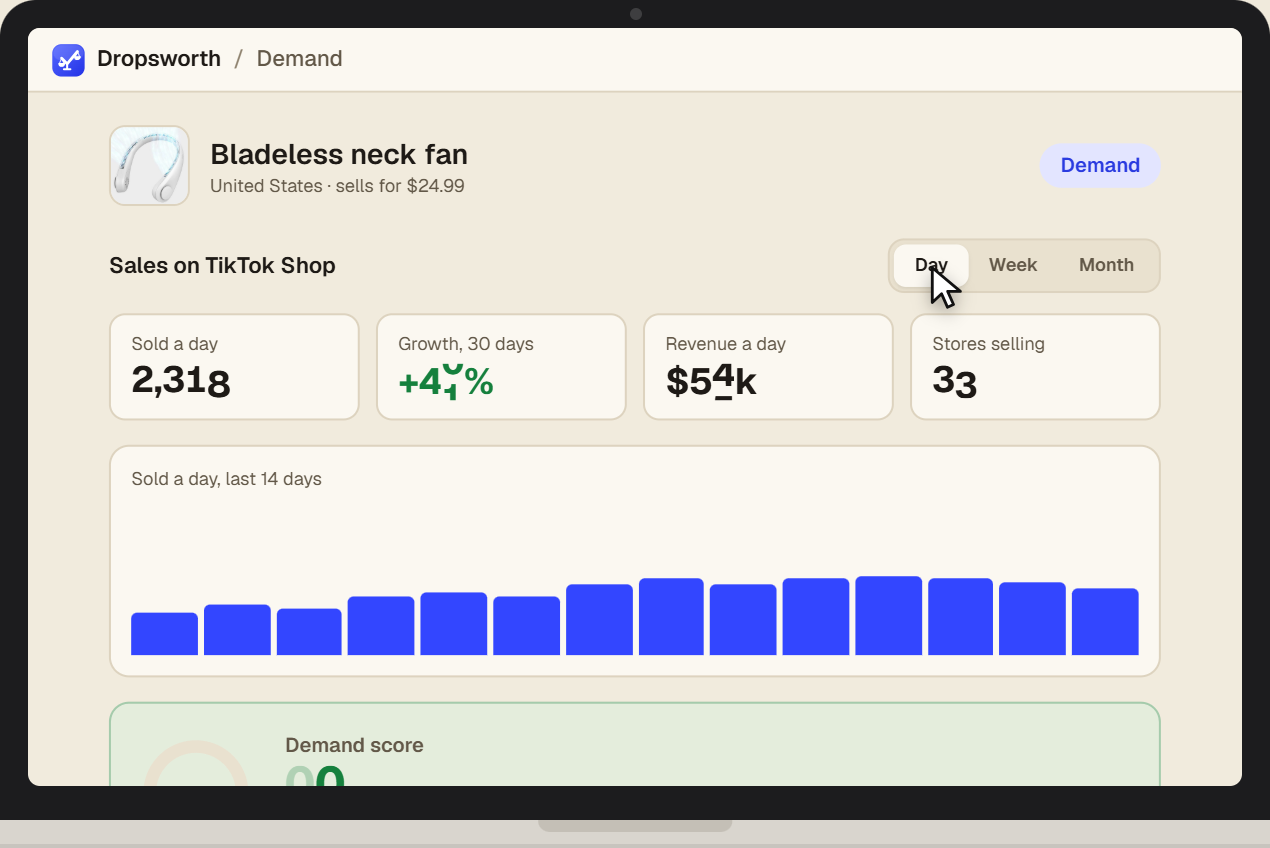 Dropsworth / Demand
Bladeless neck fan
United States · sells for $24.99
Demand
Sales on TikTok Shop
Day Week Month
Sold a day
2,318
Growth, 30 days
Revenue a day
Stores selling
33
Sold a day, last 14 days
Demand score